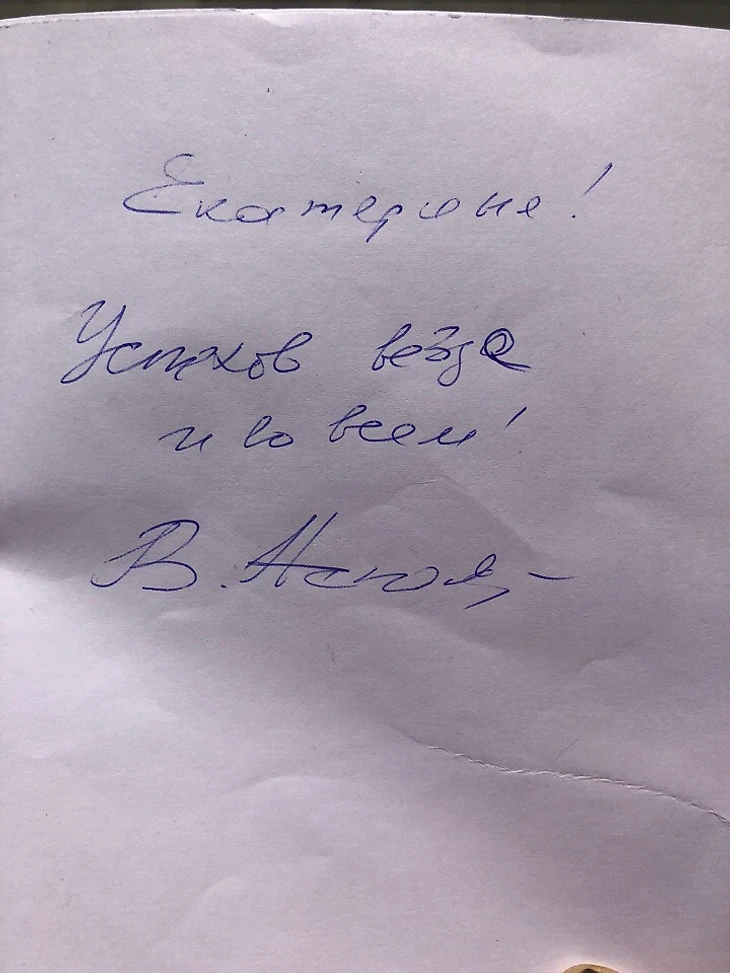 Екатерине!
Успехов везде
и во всем!
В.